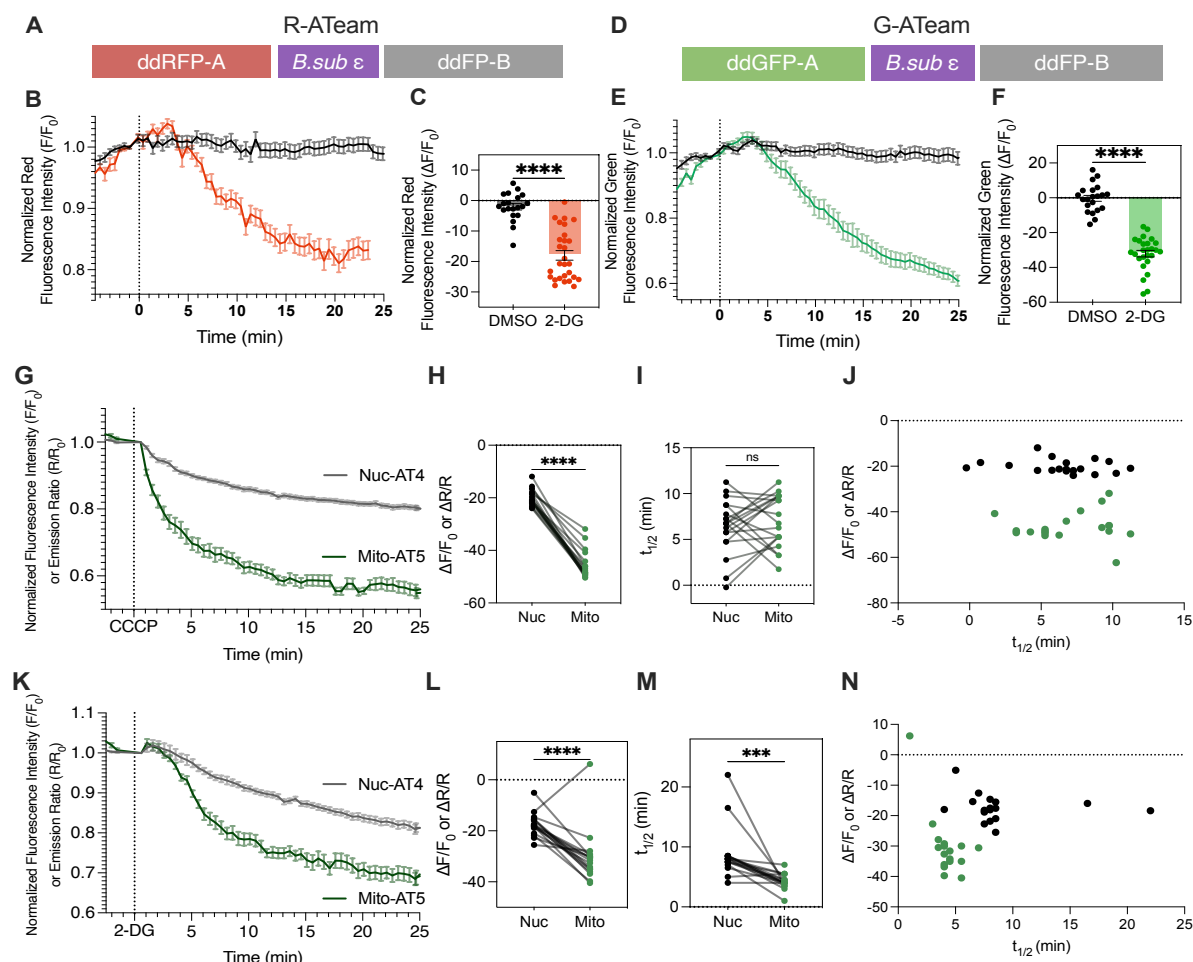 A R-ATeam
ddRFP-A B.sub ε ddFP-B
D G-ATeam
ddGFP-A B.sub ε ddFP-B
B
Normalized Red
Fluorescence Intensity (F/F0)
1.0
0.9
0.8
0 5 10 15 20 25
Time (min)
C
Normalized Red
Fluorescence Intensity (ΔF/F0)
****
10
0
-10
-20
-30
DMSO 2-DG
E
Normalized Green
Fluorescence Intensity (F/F0)
1.0
0.8
0.6
0 5 10 15 20 25
Time (min)
F
Normalized Green
Fluorescence Intensity (ΔF/F0)
****
20
0
-20
-40
-60
DMSO 2-DG
G
Normalized Fluorescence Intensity (F/F0)
or Emission Ratio (R/R0)
1.0
0.8
0.6
Nuc-AT4
Mito-AT5
CCCP 5 10 15 20 25
Time (min)
H
ΔF/F0 or ΔR/R
****
0
-20
-40
-60
Nuc Mito
I
t1/2 (min)
ns
15
10
5
0
Nuc Mito
J
ΔF/F0 or ΔR/R
0
-20
-40
-60
-80
-5 0 5 10 15
t1/2 (min)
K
Normalized Fluorescence Intensity (F/F0)
or Emission Ratio (R/R0)
1.1
1.0
0.9
0.8
0.7
0.6
Nuc-AT4
Mito-AT5
2-DG 5 10 15 20 25
Time (min)
L
ΔF/F0 or ΔR/R
****
0
-20
-40
Nuc Mito
M
t1/2 (min)
***
20
10
0
Nuc Mito
N
ΔF/F0 or ΔR/R
10
0
-10
-20
-30
-40
-50
0 5 10 15 20 25
t1/2 (min)